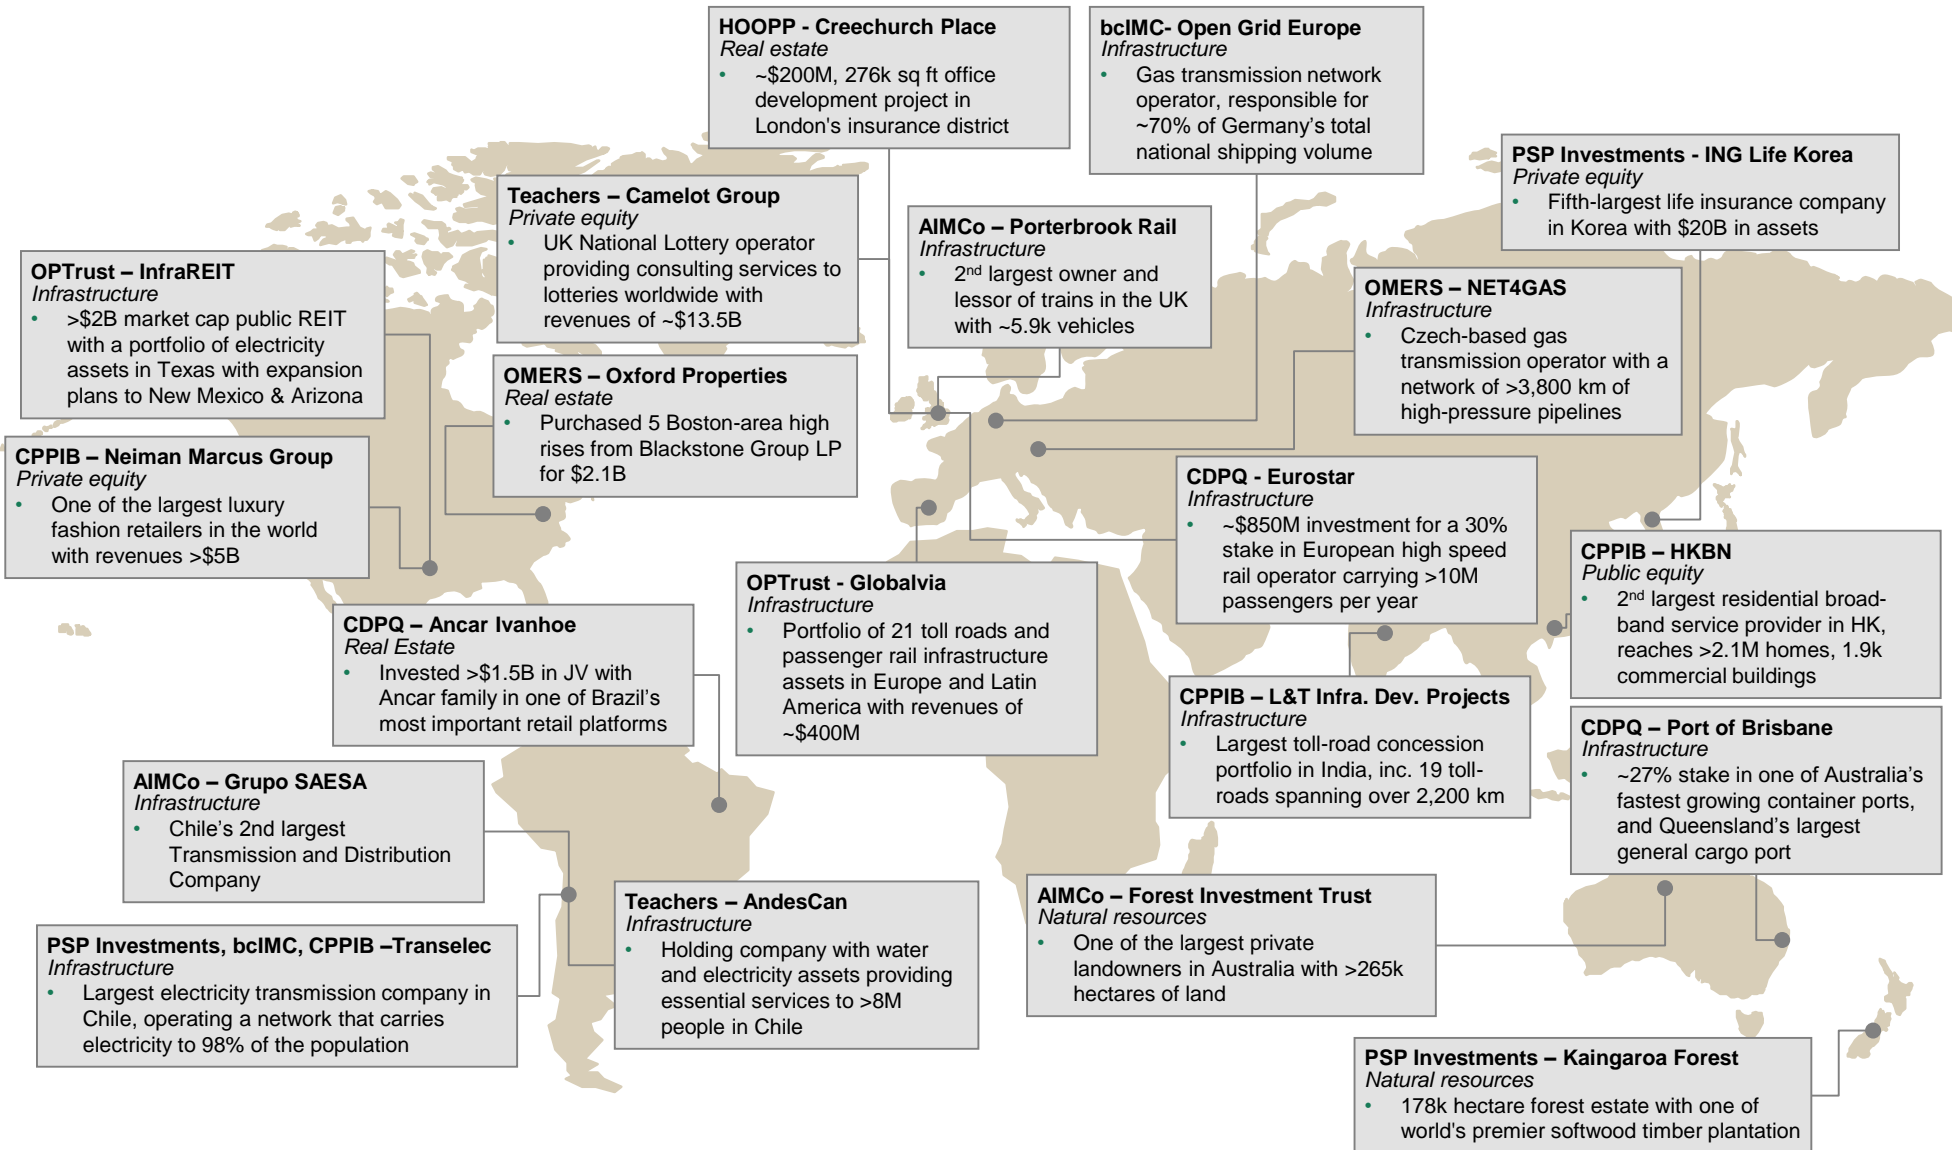 HOOPP - Creechurch Place
Real estate
• ~$200M, 276k sq ft office
development project in
London's insurance district
bcIMC- Open Grid Europe
Infrastructure
• Gas transmission network
operator, responsible for
~70% of Germany’s total
national shipping volume
PSP Investments - ING Life Korea
Private equity
• Fifth-largest life insurance company
in Korea with $20B in assets
Teachers – Camelot Group
Private equity
• UK National Lottery operator
providing consulting services to
lotteries worldwide with
revenues of ~$13.5B
AIMCo – Porterbrook Rail
Infrastructure
• 2nd largest owner and
lessor of trains in the UK
with ~5.9k vehicles
OPTrust – InfraREIT
Infrastructure
• >$2B market cap public REIT
with a portfolio of electricity
assets in Texas with expansion
plans to New Mexico & Arizona
OMERS – NET4GAS
Infrastructure
• Czech-based gas
transmission operator with a
network of >3,800 km of
high-pressure pipelines
OMERS – Oxford Properties
Real estate
• Purchased 5 Boston-area high
rises from Blackstone Group LP
for $2.1B
CPPIB – Neiman Marcus Group
Private equity
• One of the largest luxury
fashion retailers in the world
with revenues >$5B
CDPQ - Eurostar
Infrastructure
• ~$850M investment for a 30%
stake in European high speed
rail operator carrying >10M
passengers per year
CPPIB – HKBN
Public equity
• 2nd largest residential broad-
band service provider in HK,
reaches >2.1M homes, 1.9k
commercial buildings
OPTrust - Globalvia
Infrastructure
• Portfolio of 21 toll roads and
passenger rail infrastructure
assets in Europe and Latin
America with revenues of
~$400M
CDPQ – Ancar Ivanhoe
Real Estate
• Invested >$1.5B in JV with
Ancar family in one of Brazil’s
most important retail platforms
CPPIB – L&T Infra. Dev. Projects
Infrastructure
• Largest toll-road concession
portfolio in India, inc. 19 toll-
roads spanning over 2,200 km
CDPQ – Port of Brisbane
Infrastructure
• ~27% stake in one of Australia’s
fastest growing container ports,
and Queensland’s largest
general cargo port
AIMCo – Grupo SAESA
Infrastructure
• Chile’s 2nd largest
Transmission and Distribution
Company
Teachers – AndesCan
Infrastructure
• Holding company with water
and electricity assets providing
essential services to >8M
people in Chile
AIMCo – Forest Investment Trust
Natural resources
• One of the largest private
landowners in Australia with >265k
hectares of land
PSP Investments, bcIMC, CPPIB –Transelec
Infrastructure
• Largest electricity transmission company in
Chile, operating a network that carries
electricity to 98% of the population
PSP Investments – Kaingaroa Forest
Natural resources
• 178k hectare forest estate with one of
world's premier softwood timber plantation